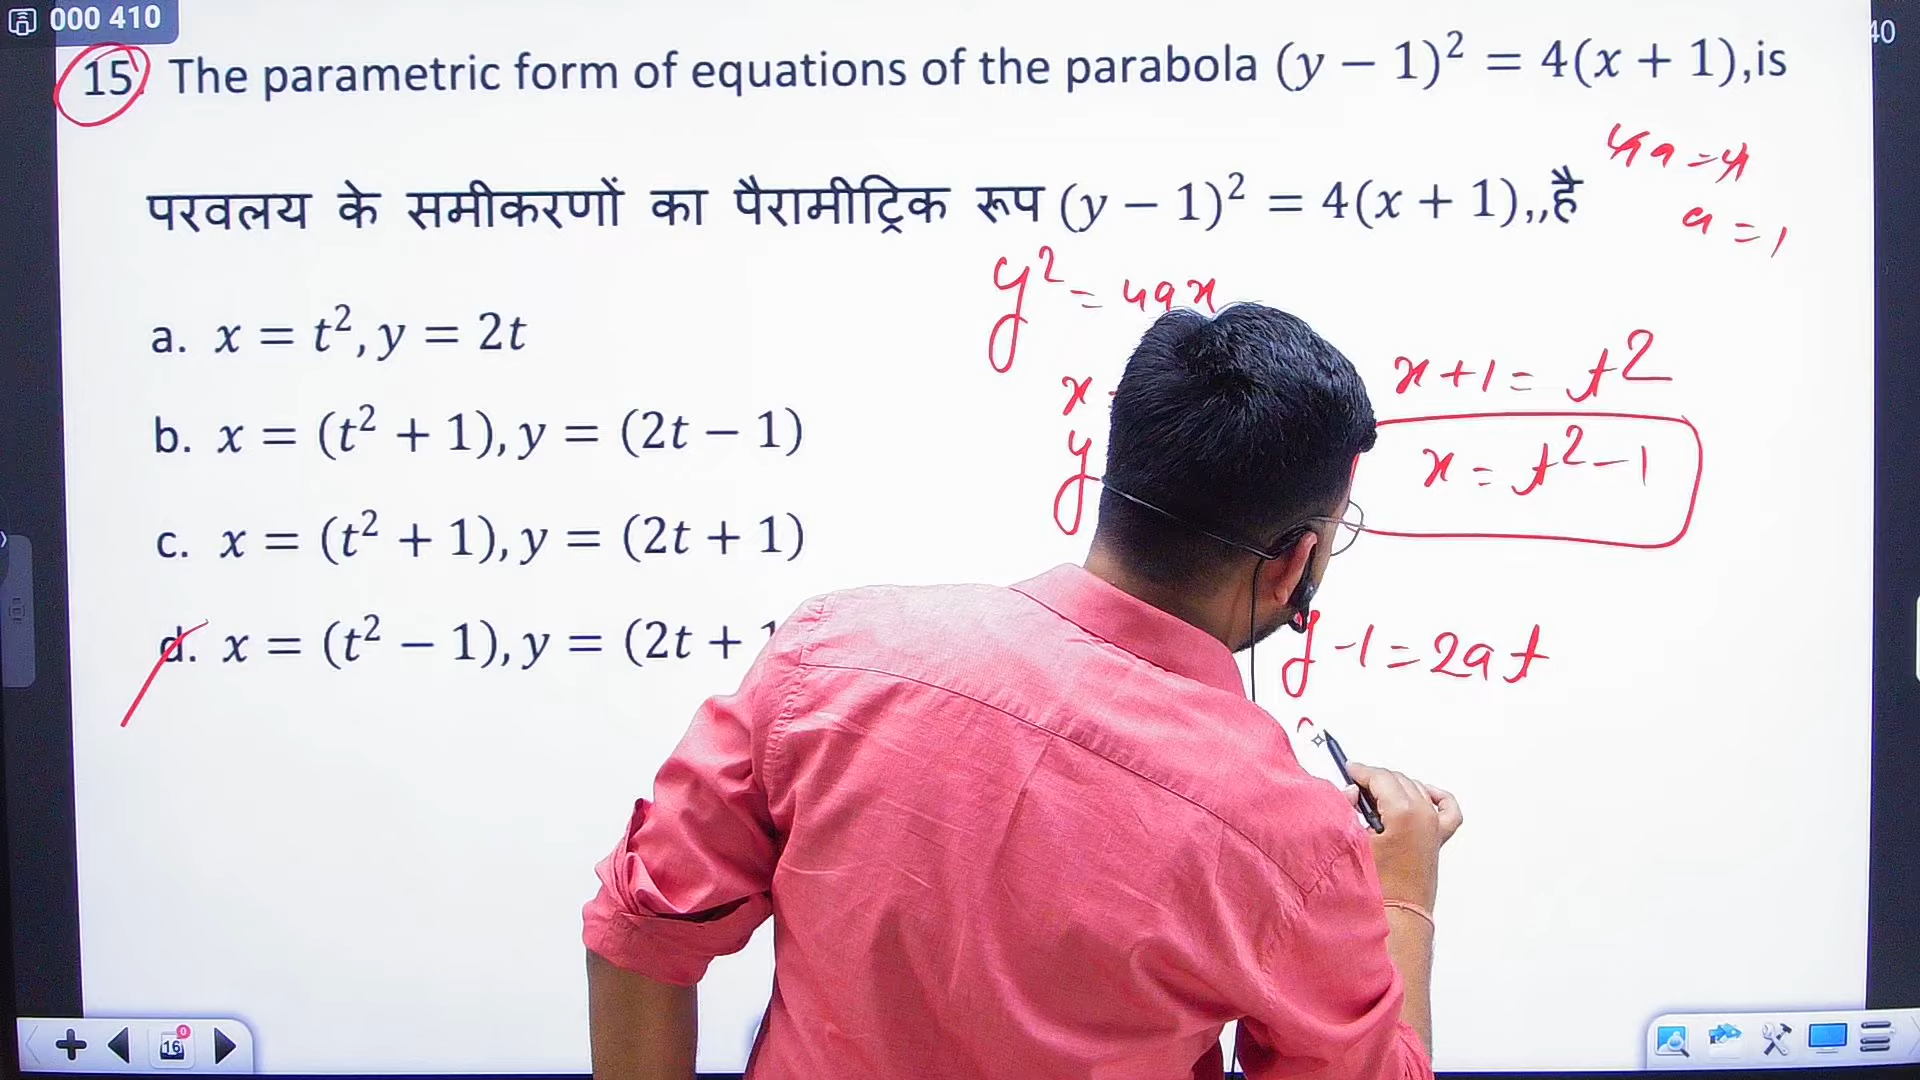 000 410
40
15. The parametric form of equations of the parabola (y − 1)² = 4(x + 1),is
परवलय के समीकरणों का पैरामीट्रिक रूप (y − 1)² = 4(x + 1),,है
4a = 4
a = 1
y² = 4ax
a. x = t², y = 2t
x
x+1 = t²
b. x = (t² + 1), y = (2t − 1)
y
x = t²-1
c. x = (t² + 1), y = (2t + 1)
d. x = (t² − 1), y = (2t +
y-1 = 2at
16
0